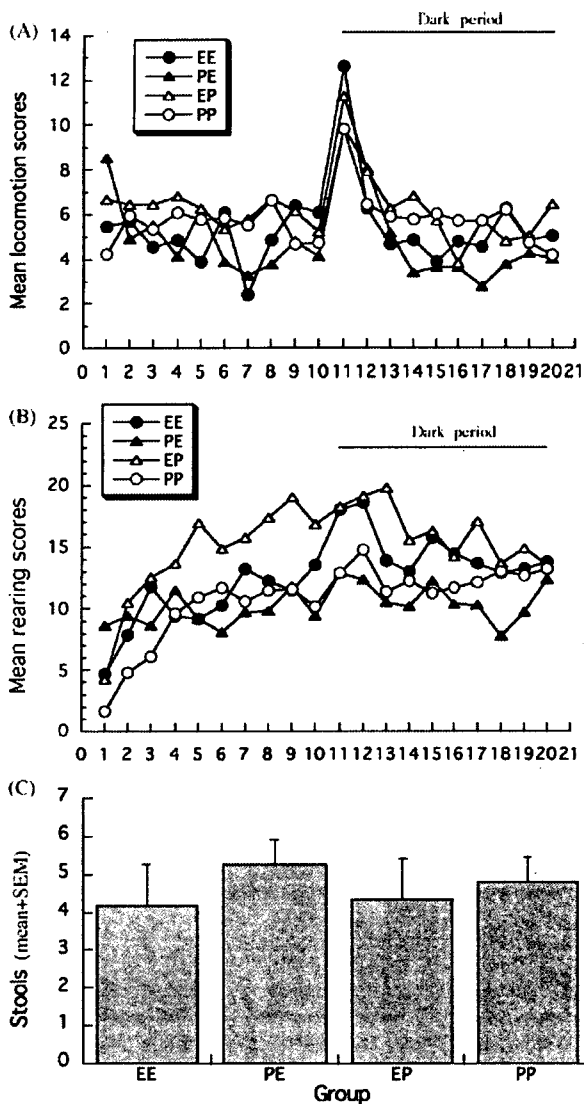 (A)
Dark period
EE
PE
EP
PP
Mean locomotion scores
14
12
10
8
6
4
2
0
0 1 2 3 4 5 6 7 8 9 10 11 12 13 14 15 16 17 18 19 20 21
(B)
Dark period
EE
PE
EP
PP
Mean rearing scores
25
20
15
10
5
0
0 1 2 3 4 5 6 7 8 9 10 11 12 13 14 15 16 17 18 19 20 21
(C)
Stools (mean+SEM)
7
6
5
4
3
2
1
0
EE PE EP PP
Group